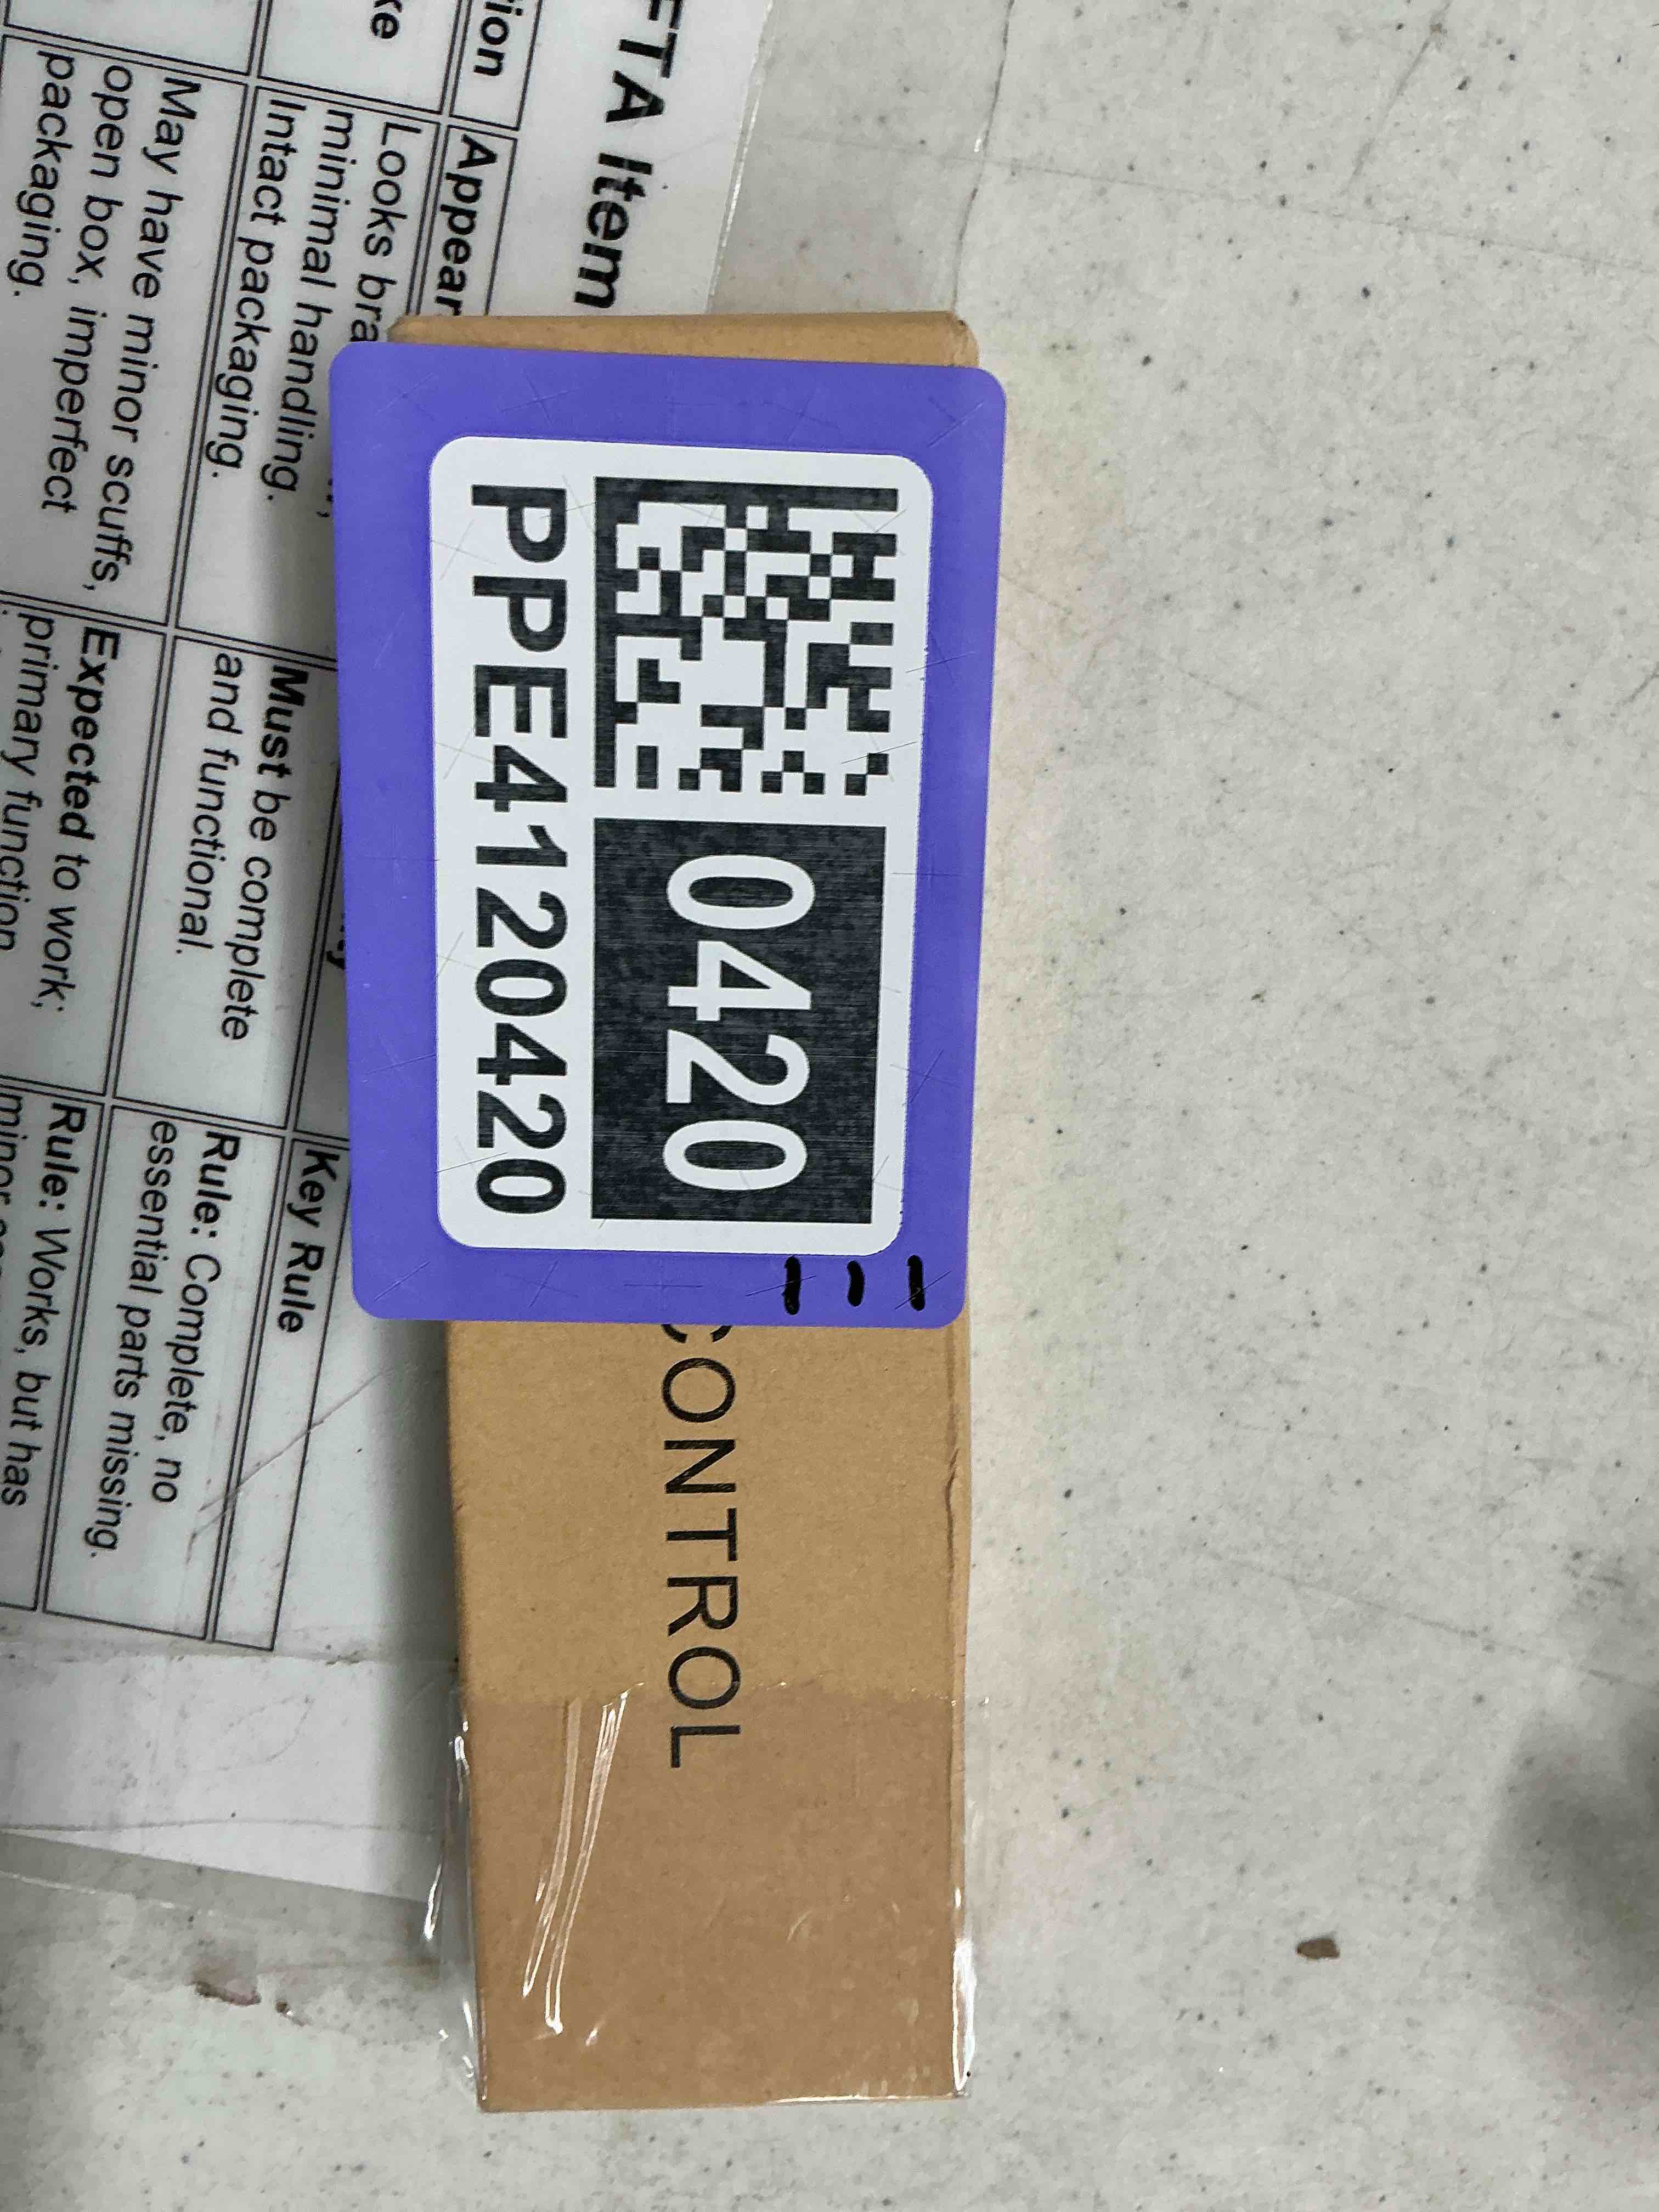 0420
PPE4120420
CONTROL
FTA Item
Appear
Key Rule
Looks bra
minimal handling.
Intact packaging.
Must be complete
and functional.
Rule: Complete, no
essential parts missing.
May have minor scuffs,
open box, imperfect
packaging.
Expected to work;
primary function
Rule: Works, but has